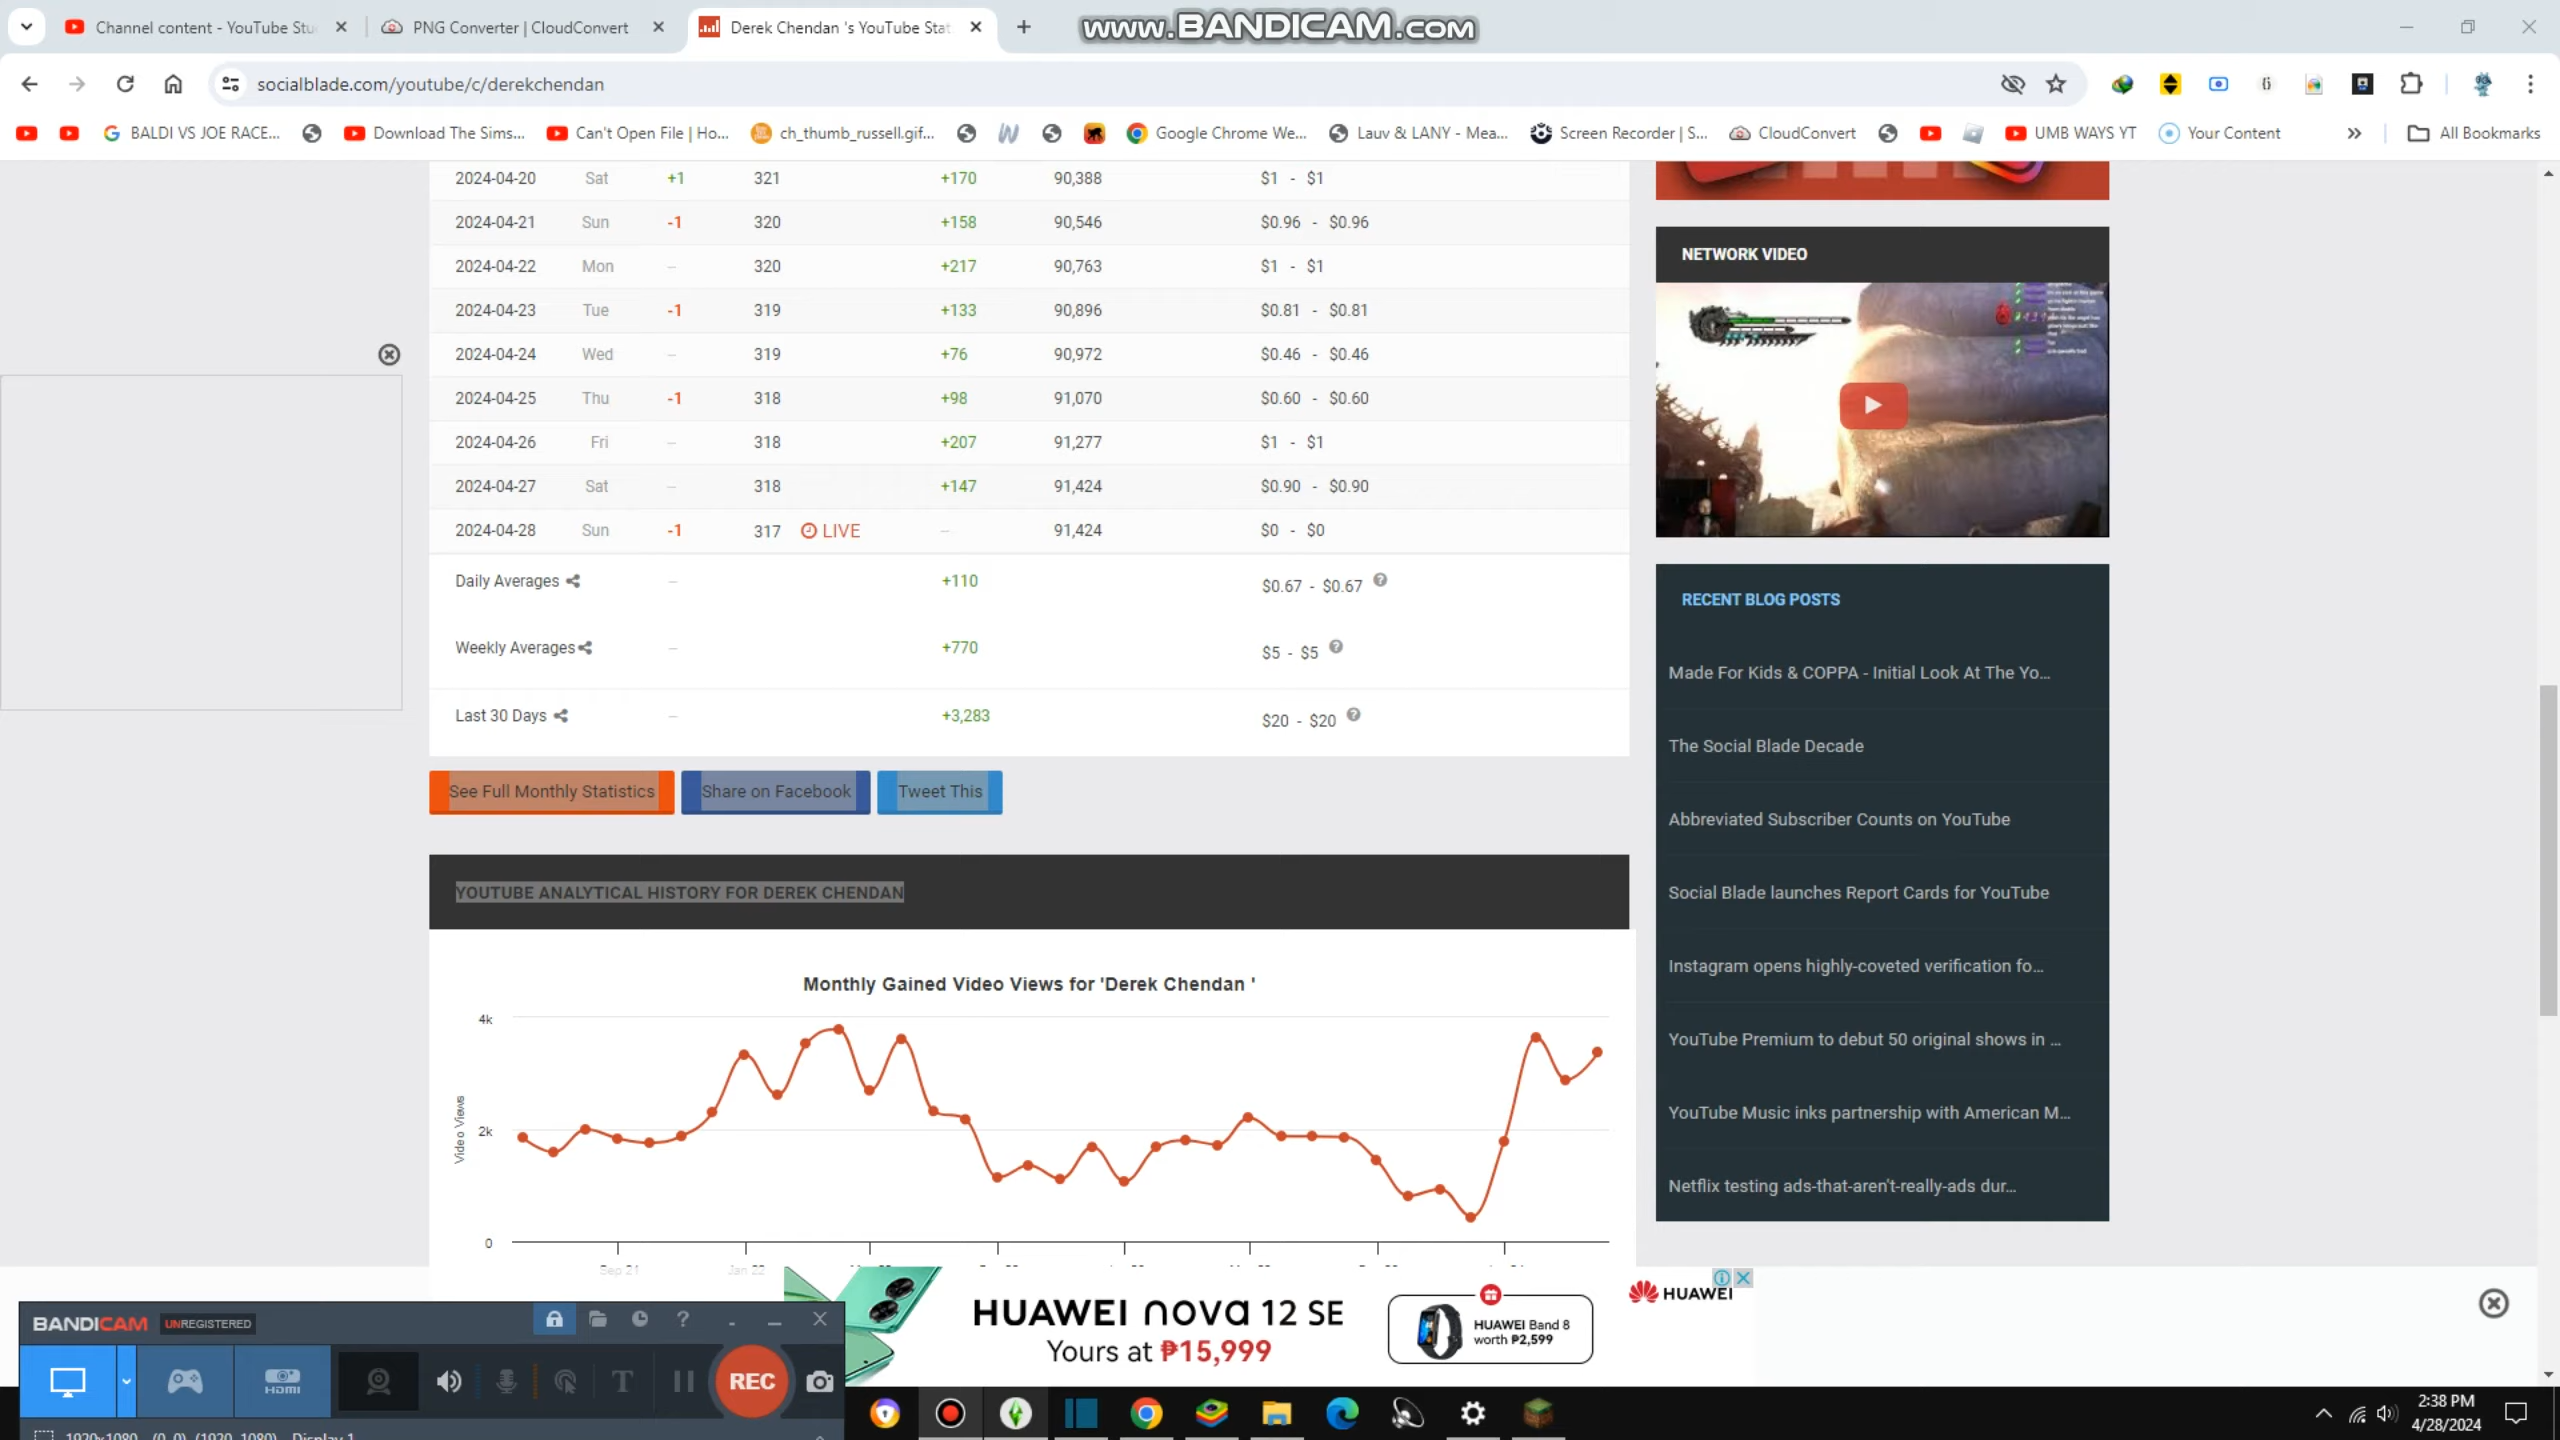 Channel content - YouTube Stu
PNG Converter | CloudConvert
Derek Chendan 's YouTube Stat
www.BANDICAM.com
socialblade.com/youtube/c/derekchendan
BALDI VS JOE RACE...
Download The Sims...
Can't Open File | Ho...
ch_thumb_russell.gif...
Google Chrome We...
Lauv & LANY - Mea...
Screen Recorder | S...
CloudConvert
UMB WAYS YT
Your Content
All Bookmarks
2024-04-20 Sat +1 321 +170 90,388 $1 - $1
2024-04-21 Sun -1 320 +158 90,546 $0.96 - $0.96
2024-04-22 Mon -- 320 +217 90,763 $1 - $1
2024-04-23 Tue -1 319 +133 90,896 $0.81 - $0.81
2024-04-24 Wed -- 319 +76 90,972 $0.46 - $0.46
2024-04-25 Thu -1 318 +98 91,070 $0.60 - $0.60
2024-04-26 Fri -- 318 +207 91,277 $1 - $1
2024-04-27 Sat -- 318 +147 91,424 $0.90 - $0.90
2024-04-28 Sun -1 317 LIVE -- 91,424 $0 - $0
Daily Averages -- +110 $0.67 - $0.67
Weekly Averages -- +770 $5 - $5
Last 30 Days -- +3,283 $20 - $20
See Full Monthly Statistics
Share on Facebook
Tweet This
YOUTUBE ANALYTICAL HISTORY FOR DEREK CHENDAN
Monthly Gained Video Views for 'Derek Chendan '
4k
2k
0
Video Views
Sep 21
Jan 22
NETWORK VIDEO
RECENT BLOG POSTS
Made For Kids & COPPA - Initial Look At The Yo...
The Social Blade Decade
Abbreviated Subscriber Counts on YouTube
Social Blade launches Report Cards for YouTube
Instagram opens highly-coveted verification fo...
YouTube Premium to debut 50 original shows in ...
YouTube Music inks partnership with American M...
Netflix testing ads-that-aren't-really-ads dur...
HUAWEI nova 12 SE
Yours at ₱15,999
HUAWEI Band 8
worth ₱2,599
HUAWEI
BANDICAM UNREGISTERED
HDMI
REC
1920x1080 (0, 0), (1920, 1080) Display 1
2:38 PM
4/28/2024